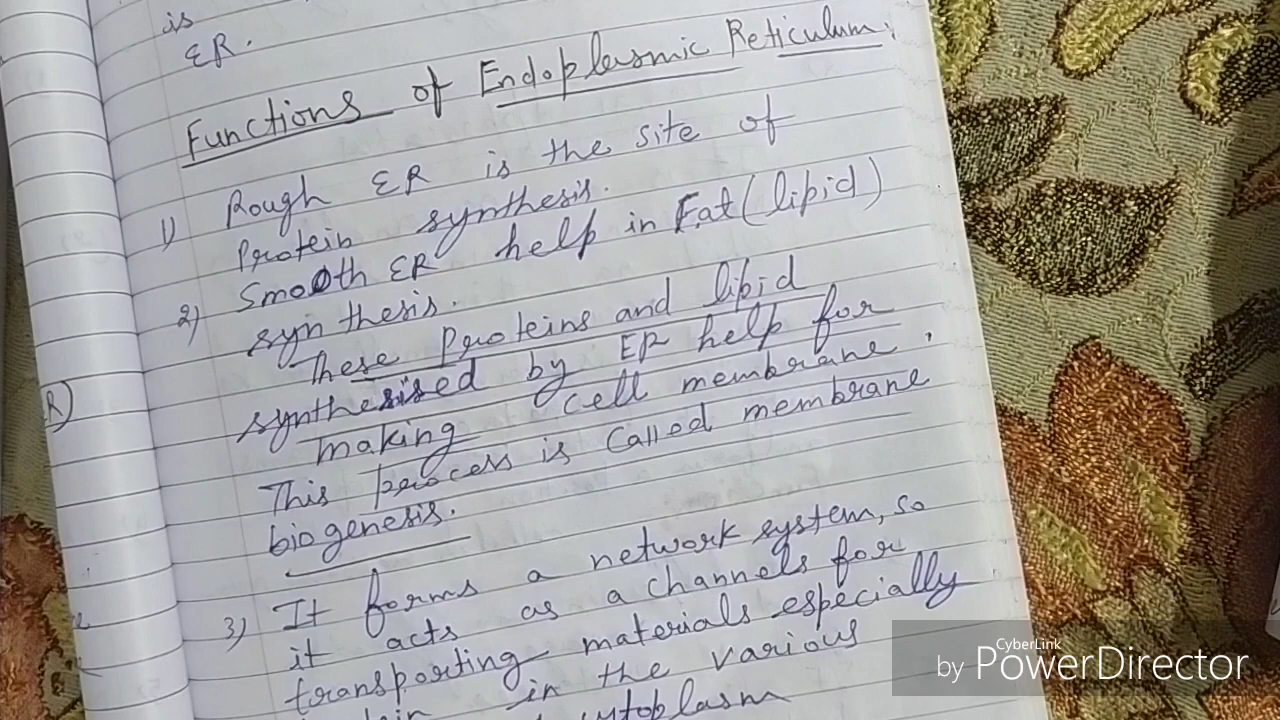 is
ER.
Functions of Endoplasmic Reticulum.
1) Rough ER is the site of
Protein synthesis.
2) Smooth ER help in Fat (lipid)
synthesis.
These Proteins and lipid
synthesised by ER help for
making cell membrane.
This process is called membrane
biogenesis.
3) It forms a network system, so
it acts as a channels for
transporting materials especially
in the various
cytoplasm
R)
by CyberLink PowerDirector